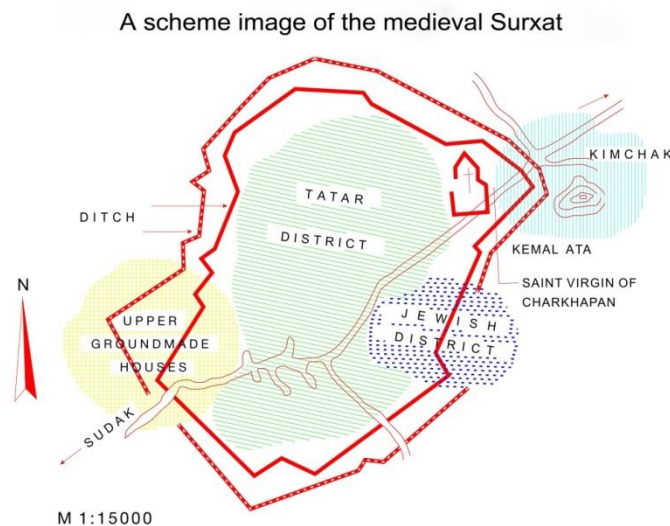 A scheme image of the medieval Surxat
KIMCHAK
TATAR
DITCH
DISTRICT
KEMAL ATA
SAINT VIRGIN OF
CHARKHAPAN
N
JEWISH
DISTRICT
UPPER
GROUNDMADE
HOUSES
SUDAK
M 1:15000